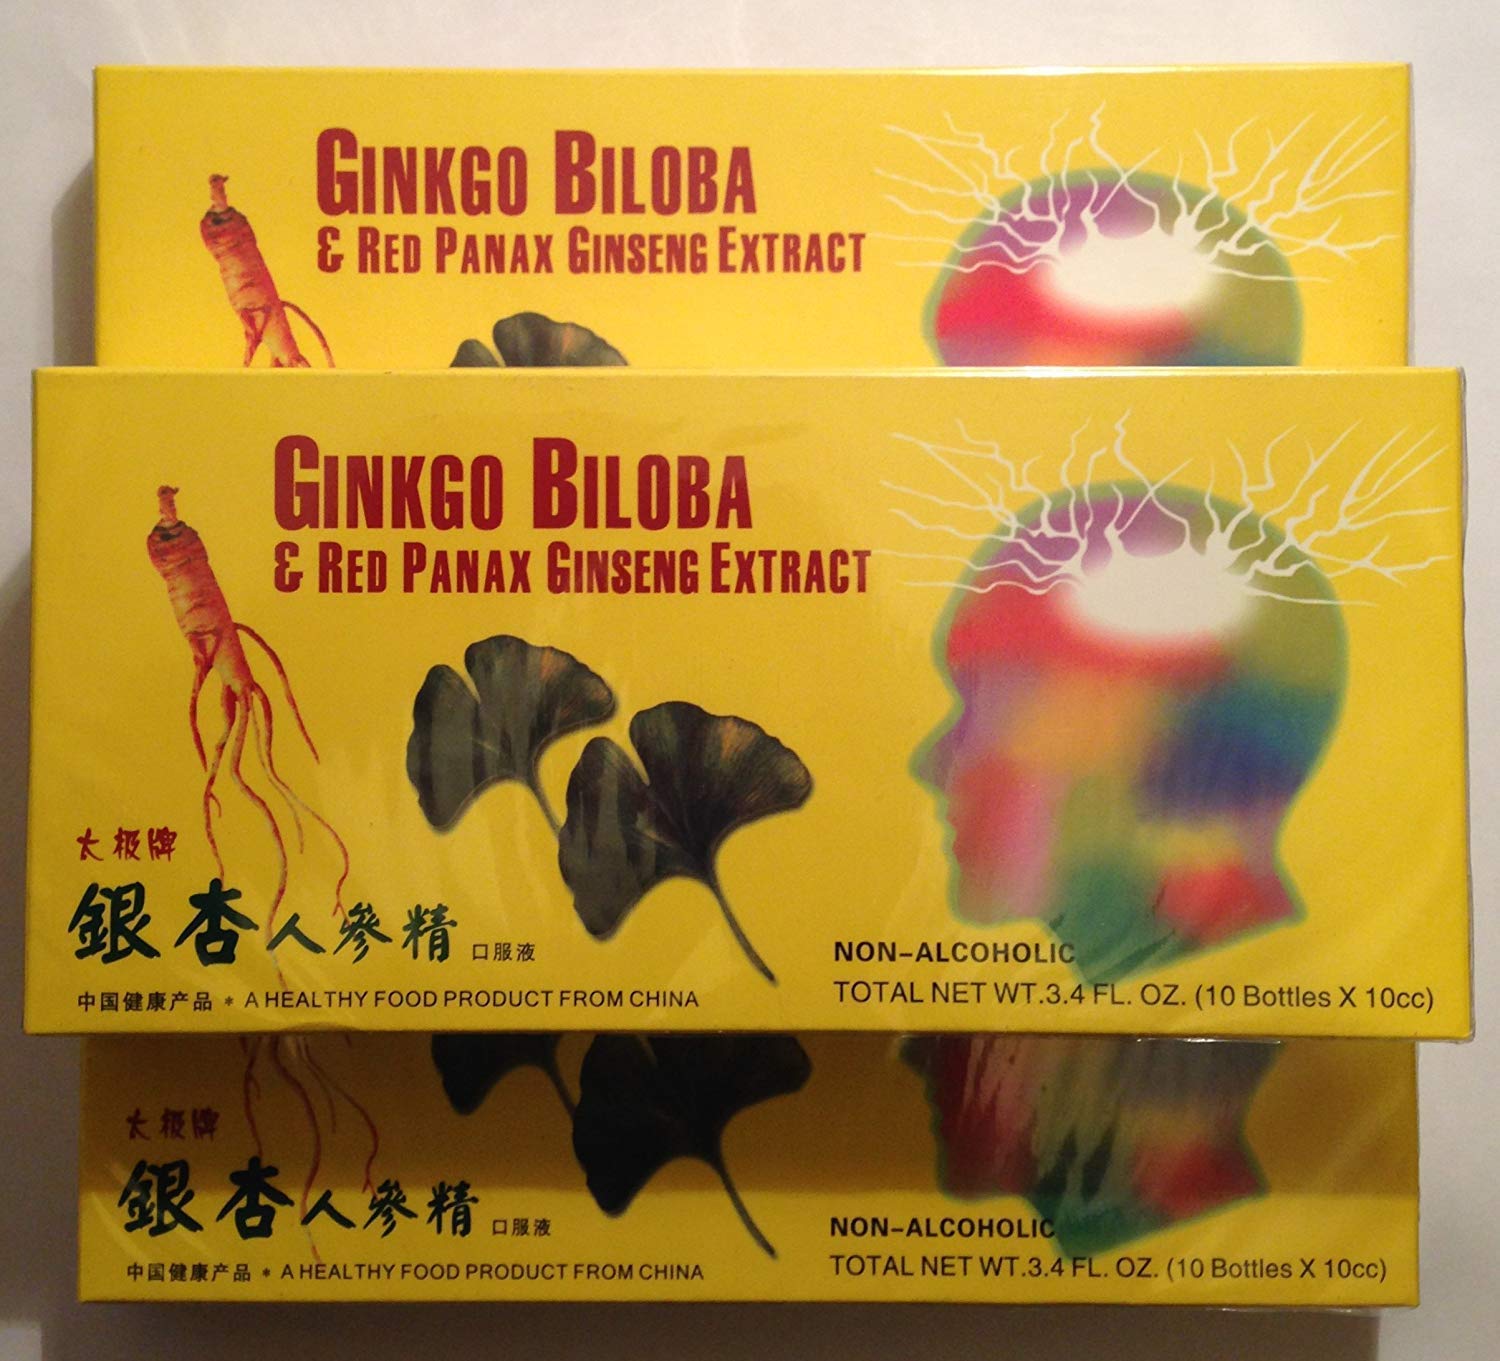 GINKGO BILOBA
& RED PANAX GINSENG EXTRACT
GINKGO BILOBA
& RED PANAX GINSENG EXTRACT
太极牌
銀杏人參精 口服液
中国健康产品 * A HEALTHY FOOD PRODUCT FROM CHINA
NON-ALCOHOLIC
TOTAL NET WT.3.4 FL. OZ. (10 Bottles X 10cc)
太极牌
銀杏人參精 口服液
中国健康产品 * A HEALTHY FOOD PRODUCT FROM CHINA
NON-ALCOHOLIC
TOTAL NET WT.3.4 FL. OZ. (10 Bottles X 10cc)